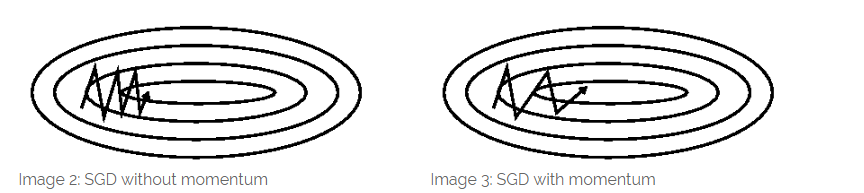 Image 2: SGD without momentum
Image 3: SGD with momentum